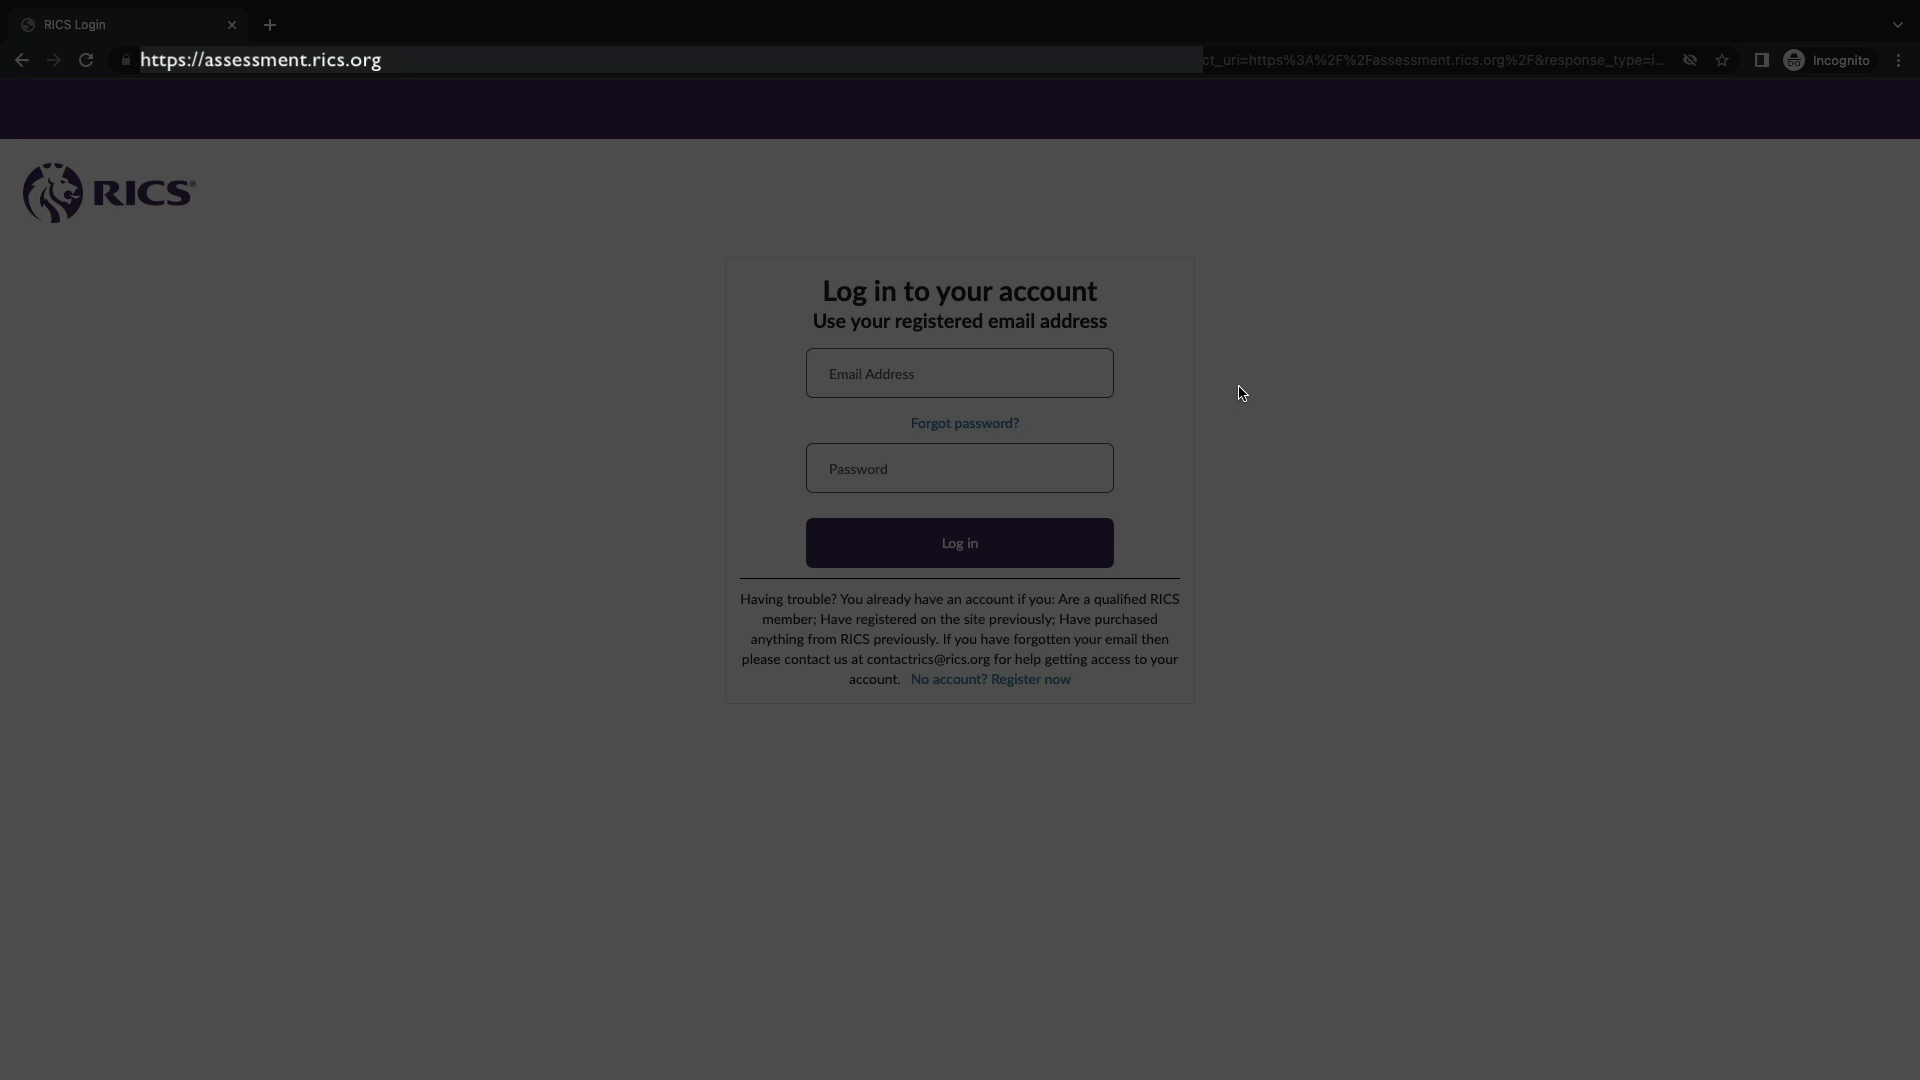 RICS Login
https://assessment.rics.org
ct_uri=https%3A%2F%2Fassessment.rics.org%2F&response_type=i...
Incognito
RICS®
Log in to your account
Use your registered email address
Email Address
Forgot password?
Password
Log in
Having trouble? You already have an account if you: Are a qualified RICS
member; Have registered on the site previously; Have purchased
anything from RICS previously. If you have forgotten your email then
please contact us at contactrics@rics.org for help getting access to your
account. No account? Register now